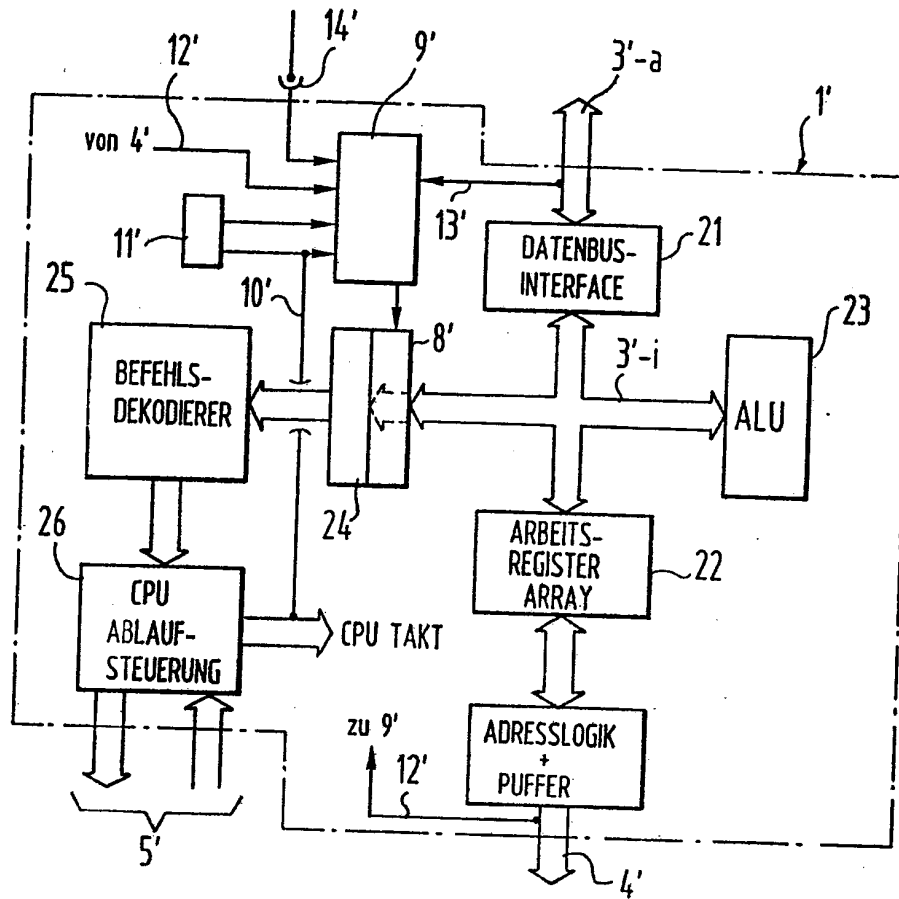 14'
9'
12'
3'-a
1'
von 4'
13'
11'
21
DATENBUS-
INTERFACE
25
10'
8'
23
3'-i
BEFEHLS-
DEKODIERER
ALU
24
26
ARBEITS-
REGISTER
ARRAY
22
CPU
ABLAUF-
STEUERUNG
CPU TAKT
zu 9'
ADRESSLOGIK
+
PUFFER
12'
5'
4'